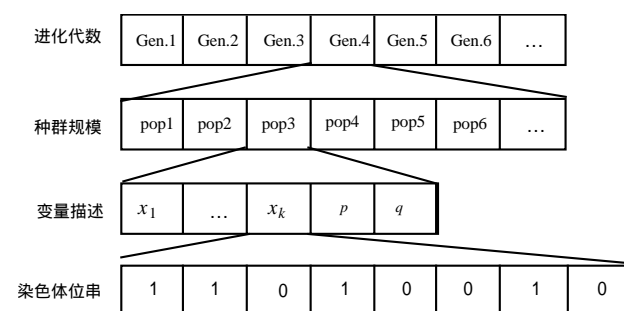 进化代数 Gen.1 Gen.2 Gen.3 Gen.4 Gen.5 Gen.6 …
种群规模 pop1 pop2 pop3 pop4 pop5 pop6 …
变量描述 x1 … xk p q
染色体位串 1 1 0 1 0 0 1 0